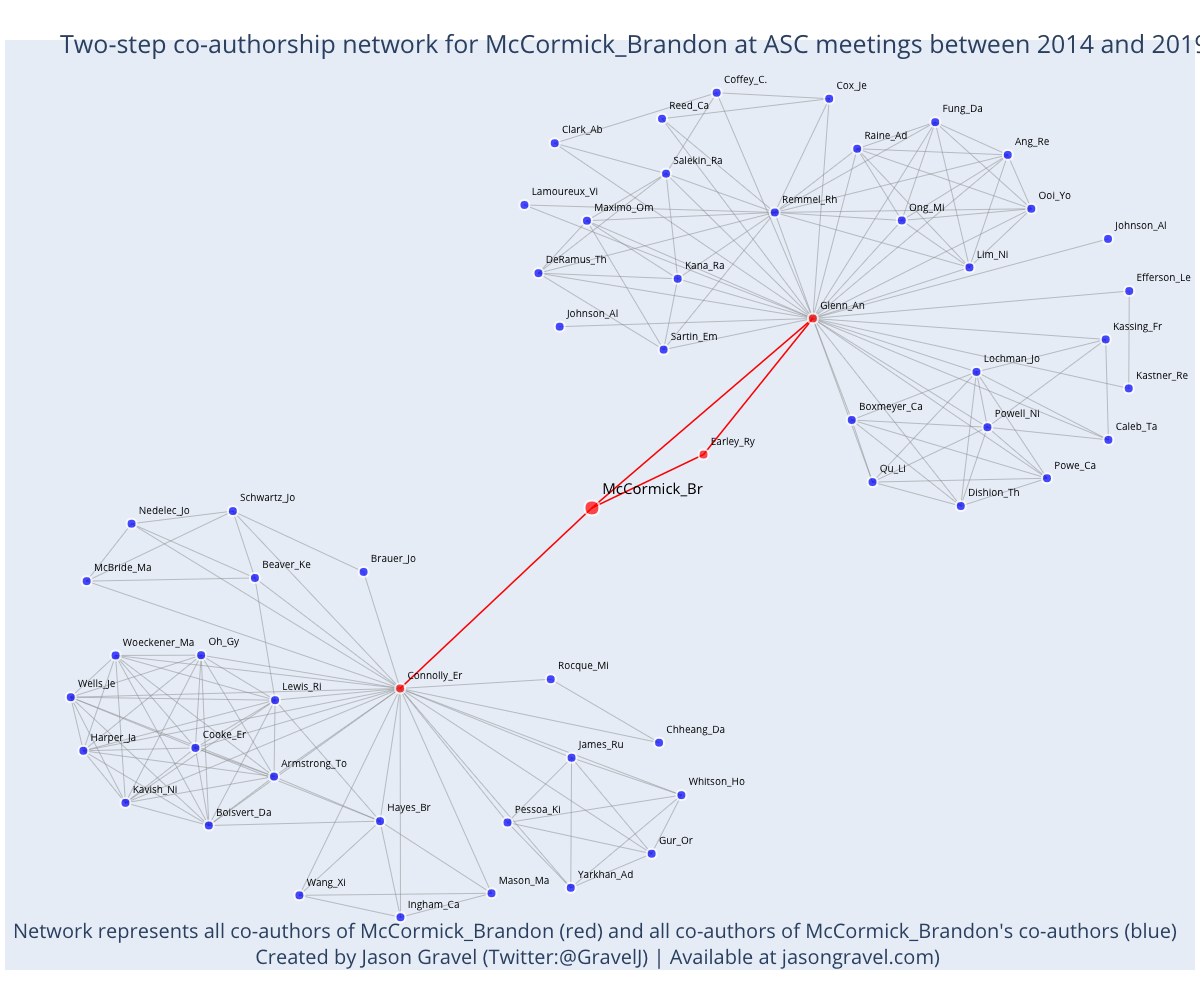 Two-step co-authorship network for McCormick_Brandon at ASC meetings between 2014 and 2019
Coffey_C.
Cox_Je
Reed_Ca
Fung_Da
Clark_Ab
Raine_Ad
Ang_Re
Salekin_Ra
Lamoureux_Vi
Remmel_Rh
Ooi_Yo
Maximo_Om
Ong_Mi
Johnson_Al
DeRamus_Th
Kana_Ra
Lim_Ni
Efferson_Le
Glenn_An
Johnson_Al
Kassing_Fr
Sartin_Em
Lochman_Jo
Kastner_Re
Boxmeyer_Ca
Powell_Ni
Caleb_Ta
Earley_Ry
Qu_Li
Powe_Ca
McCormick_Br
Dishion_Th
Schwartz_Jo
Nedelec_Jo
Brauer_Jo
McBride_Ma
Beaver_Ke
Woeckener_Ma
Oh_Gy
Rocque_Mi
Connolly_Er
Wells_Je
Lewis_Ri
Chheang_Da
Harper_Ja
Cooke_Er
James_Ru
Armstrong_To
Whitson_Ho
Kavish_Ni
Boisvert_Da
Hayes_Br
Pessoa_Ki
Gur_Or
Wang_Xi
Mason_Ma
Yarkhan_Ad
Ingham_Ca
Network represents all co-authors of McCormick_Brandon (red) and all co-authors of McCormick_Brandon's co-authors (blue)
Created by Jason Gravel (Twitter:@GravelJ) | Available at jasongravel.com)